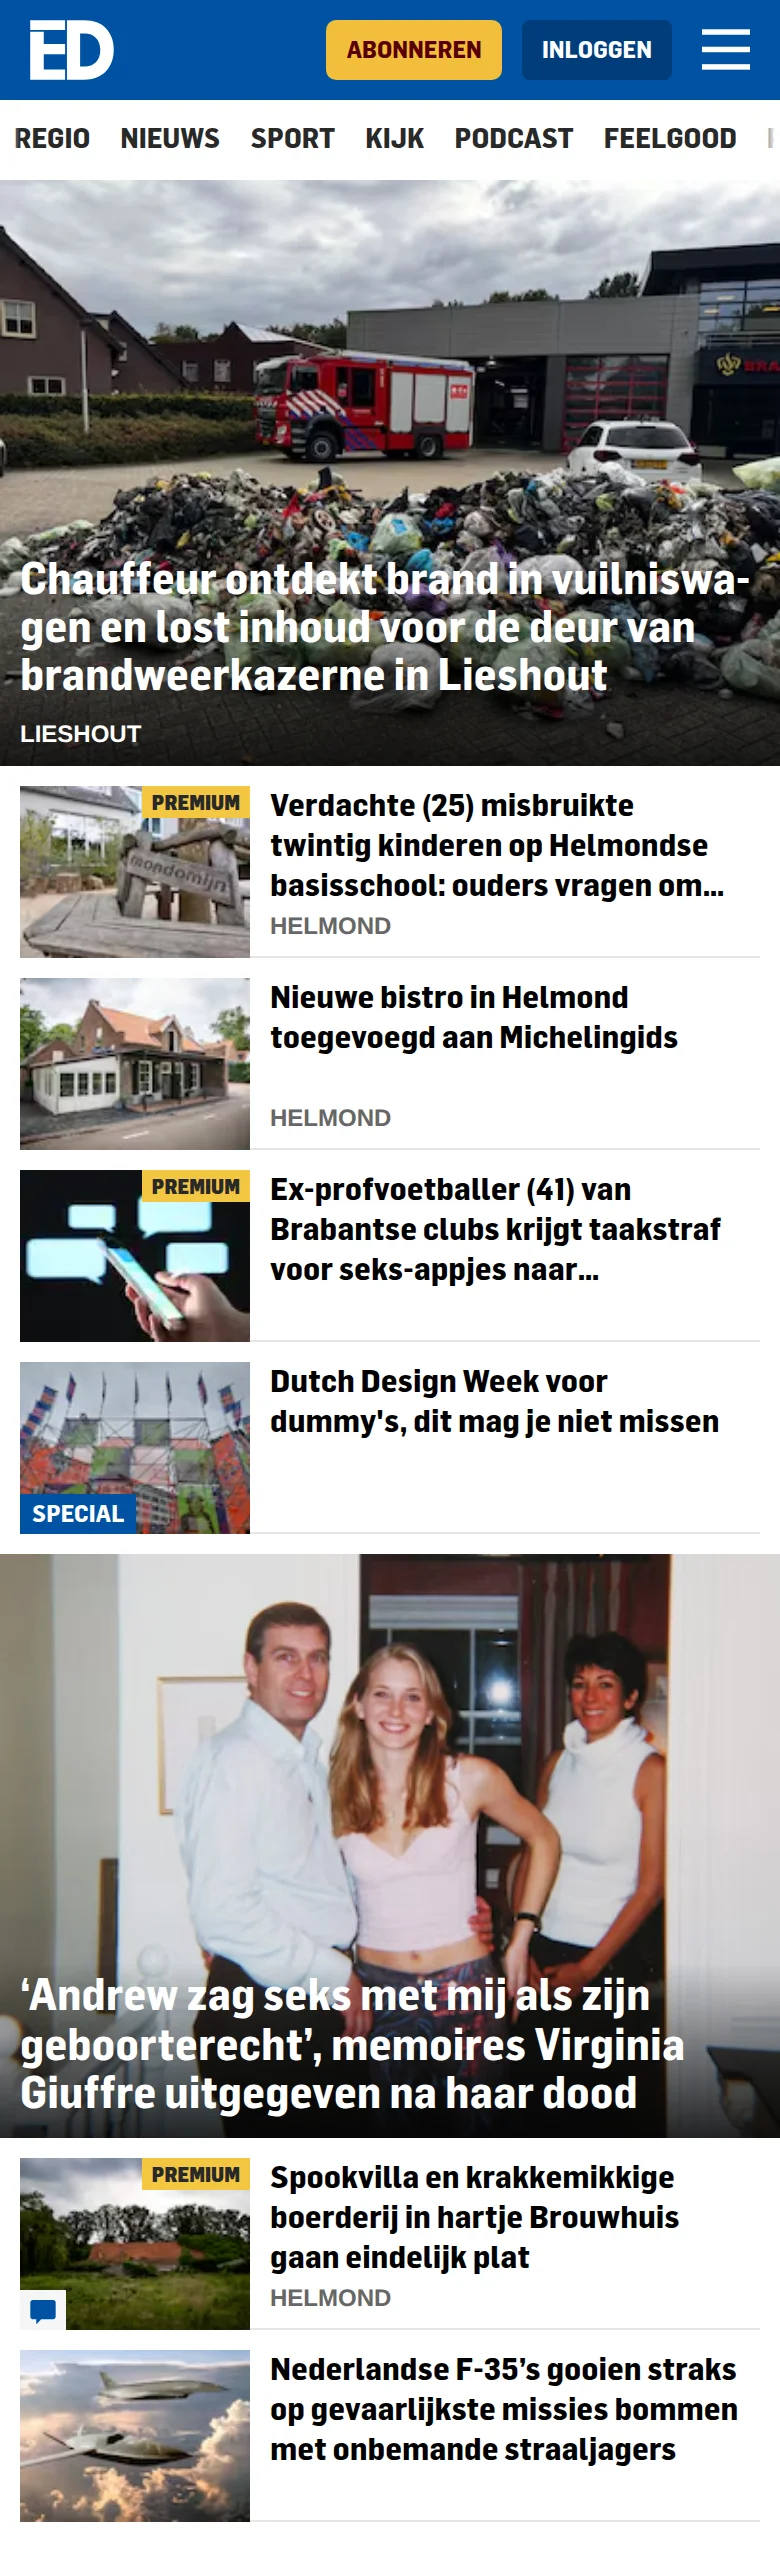 ED
ABONNEREN
INLOGGEN
REGIO NIEUWS SPORT KIJK PODCAST FEELGOOD
BRA
Chauffeur ontdekt brand in vuilniswa-
gen en lost inhoud voor de deur van
brandweerkazerne in Lieshout
LIESHOUT
PREMIUM
mondomijn
Verdachte (25) misbruikte
twintig kinderen op Helmondse
basisschool: ouders vragen om...
HELMOND
Nieuwe bistro in Helmond
toegevoegd aan Michelingids
HELMOND
PREMIUM
Ex-profvoetballer (41) van
Brabantse clubs krijgt taakstraf
voor seks-appjes naar...
SPECIAL
Dutch Design Week voor
dummy's, dit mag je niet missen
‘Andrew zag seks met mij als zijn
geboorterecht’, memoires Virginia
Giuffre uitgegeven na haar dood
PREMIUM
Spookvilla en krakkemikkige
boerderij in hartje Brouwhuis
gaan eindelijk plat
HELMOND
Nederlandse F-35’s gooien straks
op gevaarlijkste missies bommen
met onbemande straaljagers